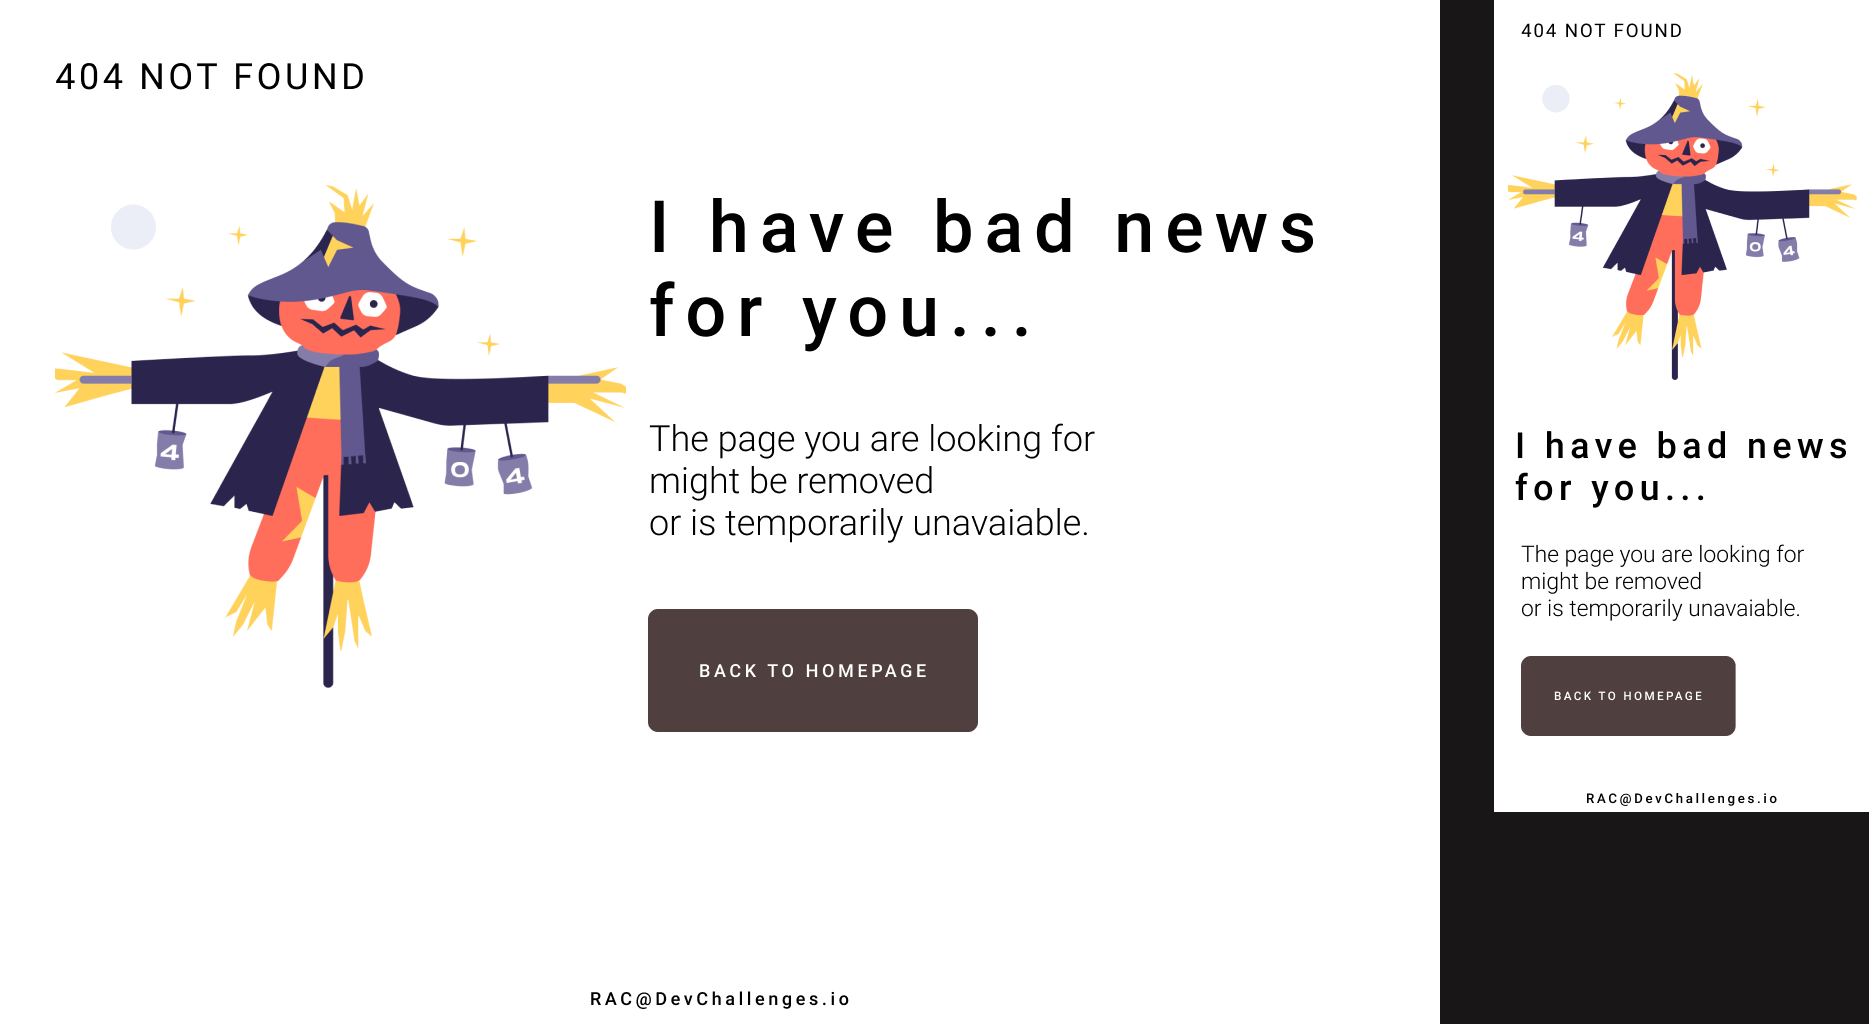 404 NOT FOUND
4
0
4
I have bad news
for you...
The page you are looking for
might be removed
or is temporarily unavaiable.
BACK TO HOMEPAGE
RAC@DevChallenges.io
404 NOT FOUND
4
0
4
I have bad news
for you...
The page you are looking for
might be removed
or is temporarily unavaiable.
BACK TO HOMEPAGE
RAC@DevChallenges.io